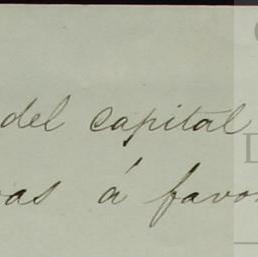 del capital
as á favor